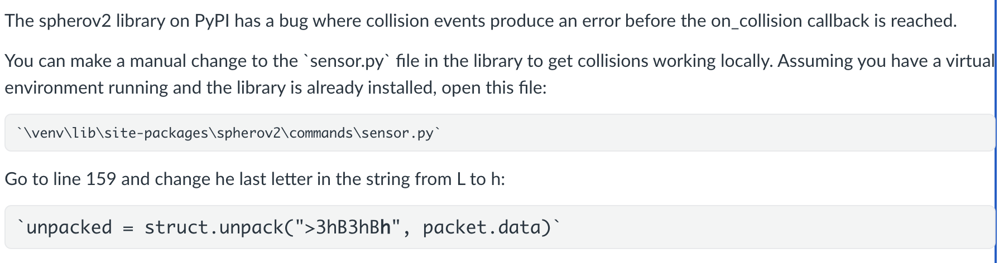 The spherov2 library on PyPI has a bug where collision events produce an error before the on_collision callback is reached.
You can make a manual change to the `sensor.py` file in the library to get collisions working locally. Assuming you have a virtual
environment running and the library is already installed, open this file:
`\venv\lib\site-packages\spherov2\commands\sensor.py`
Go to line 159 and change he last letter in the string from L to h:
`unpacked = struct.unpack(">3hB3hBh", packet.data)`